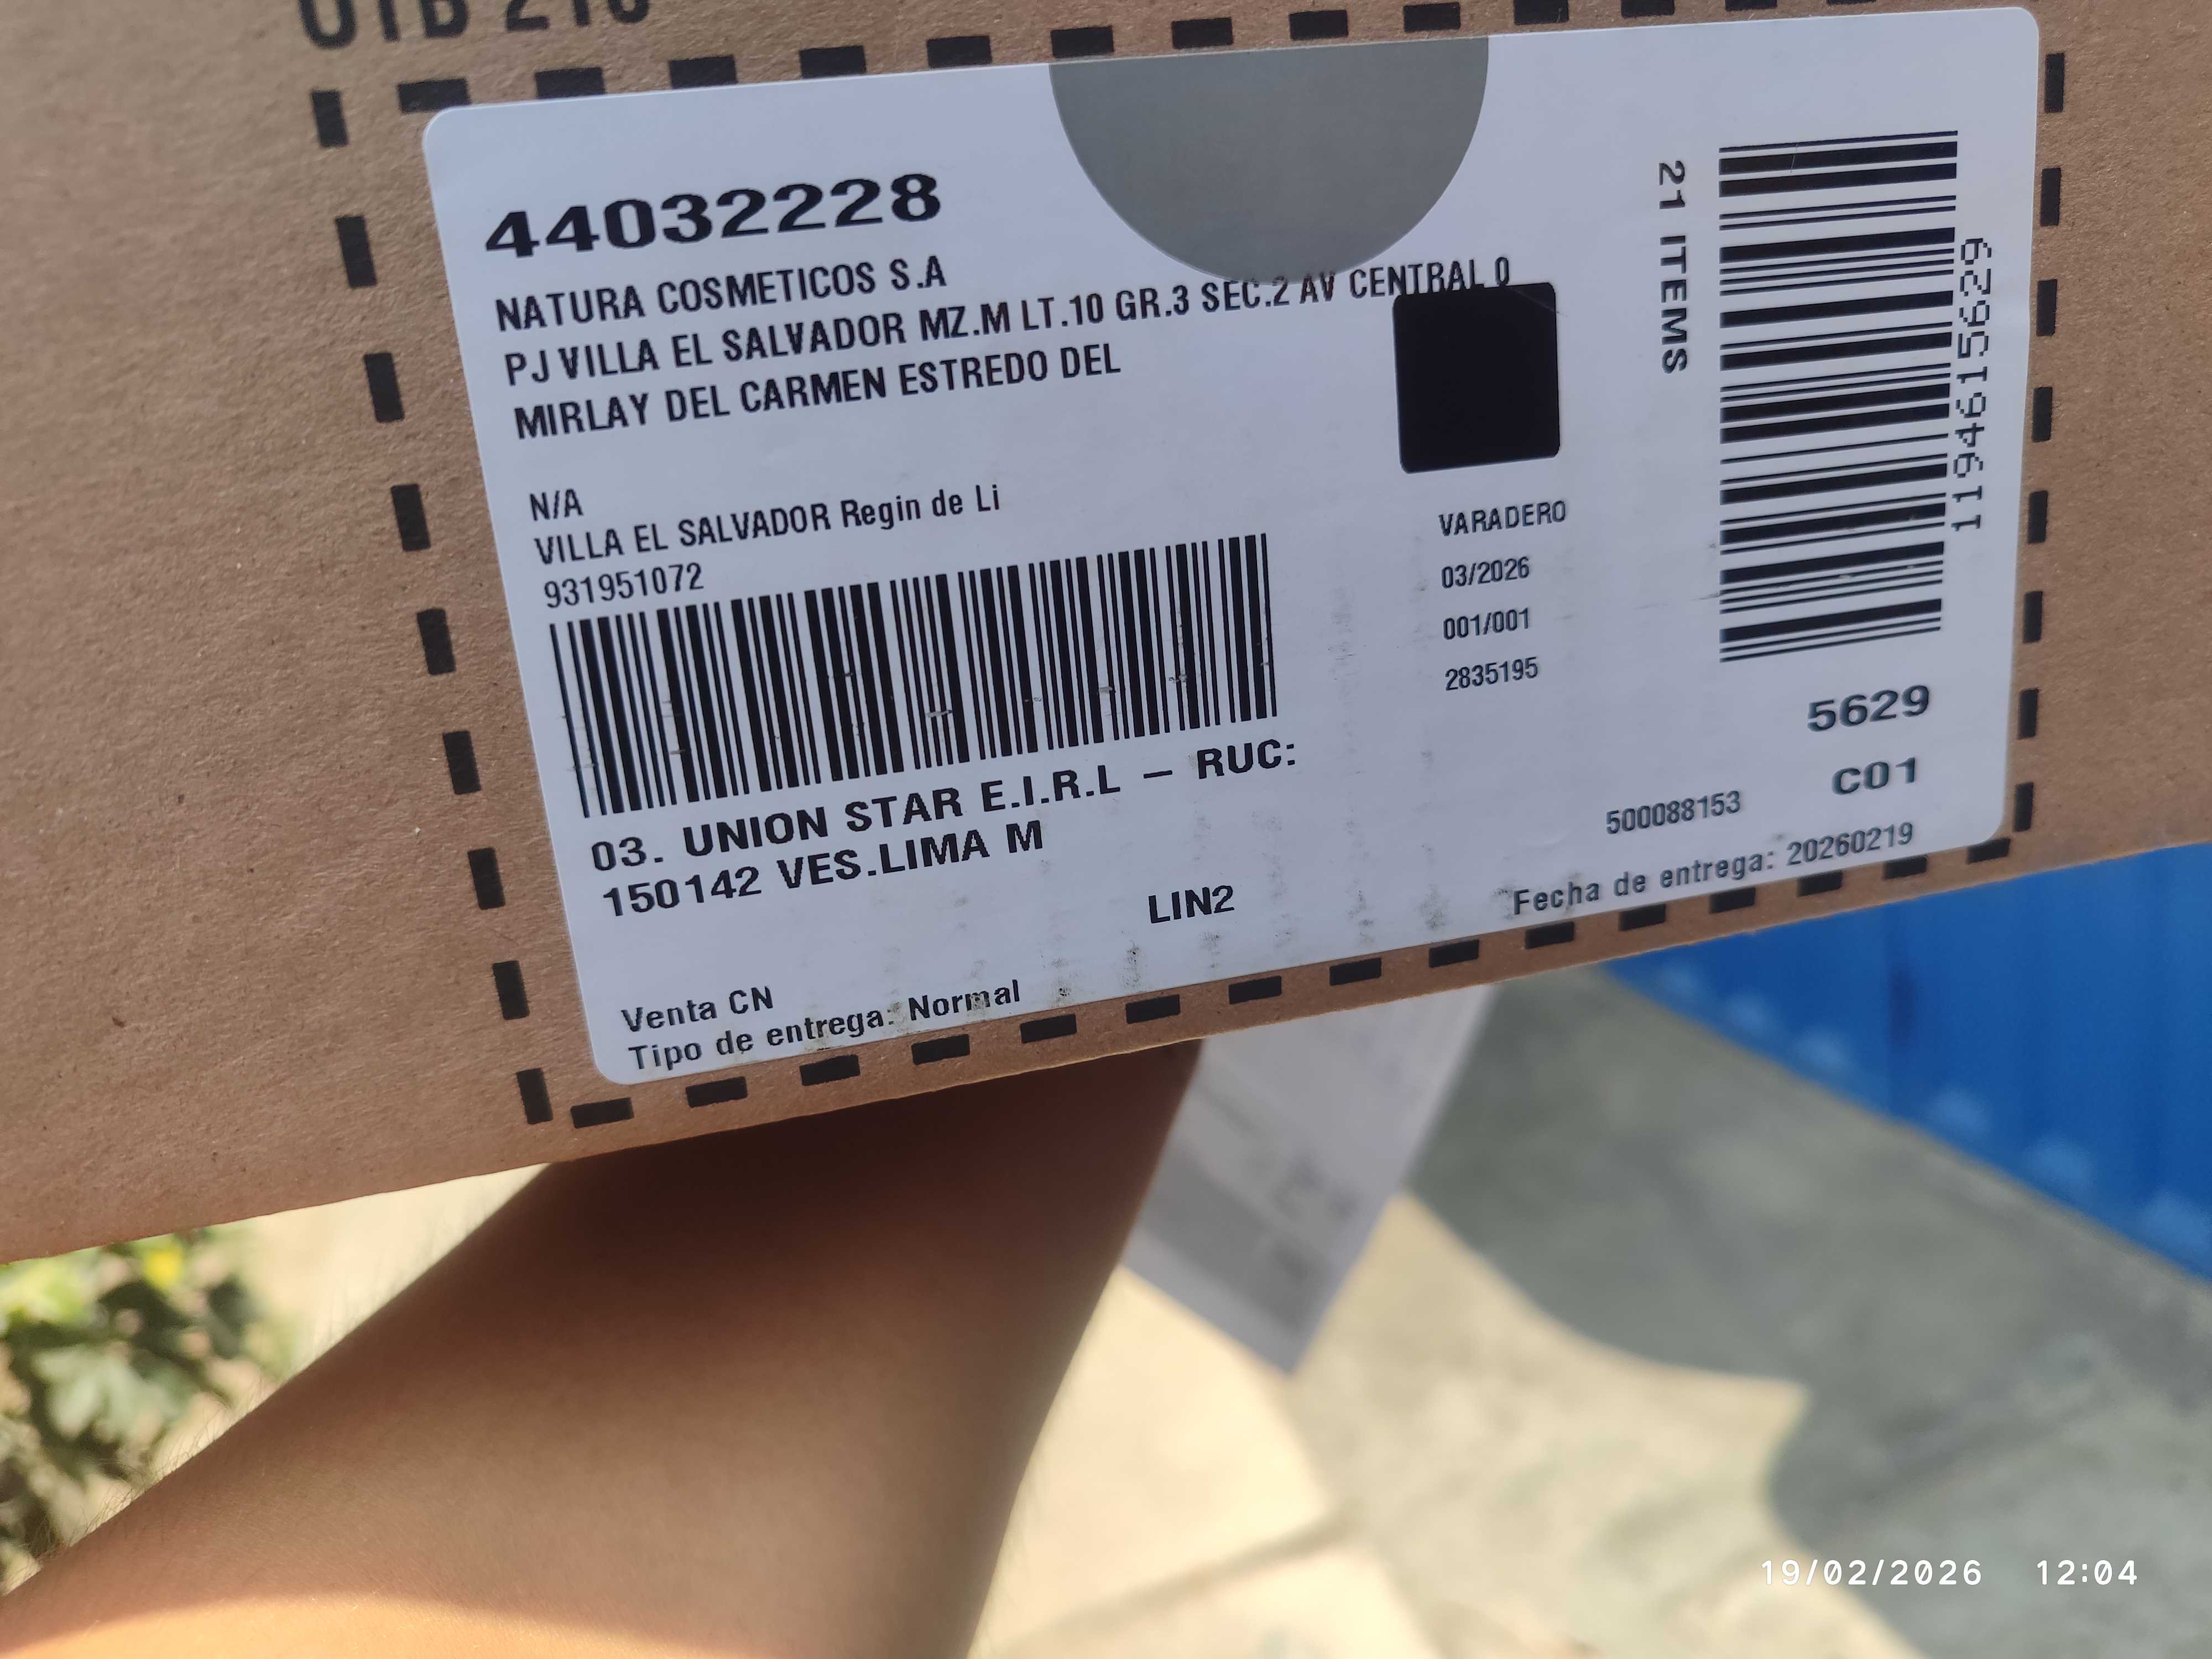 44032228
NATURA COSMETICOS S.A
PJ VILLA EL SALVADOR MZ.M LT.10 GR.3 SEC.2 AV CENTRAL 0
MIRLAY DEL CARMEN ESTREDO DEL
N/A
VILLA EL SALVADOR Regin de Li
931951072
03. UNION STAR E.I.R.L – RUC:
150142 VES.LIMA M
LIN2
Venta CN
Tipo de entrega: Normal
VARADERO
03/2026
001/001
2835195
21 ITEMS
1194615629
5629
C01
500088153
Fecha de entrega: 20260219
19/02/2026 12:04